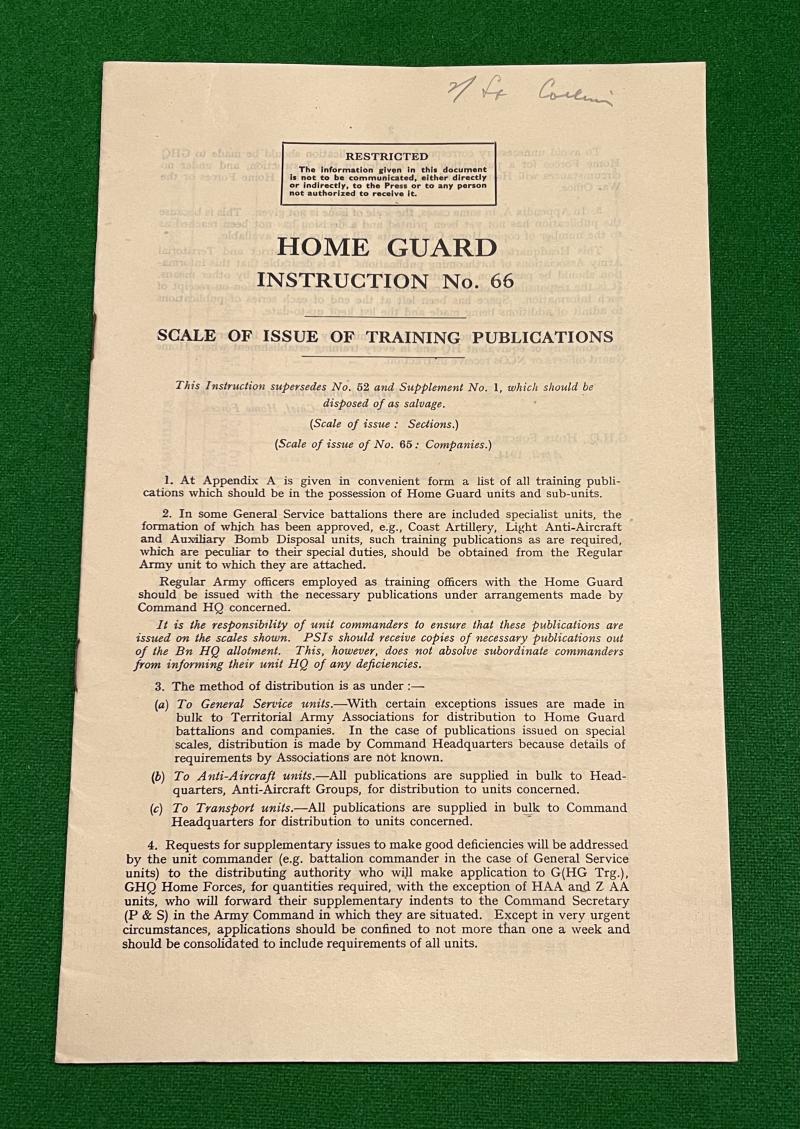 2/Lt Collins
RESTRICTED
The information given in this document
is not to be communicated, either directly
or indirectly, to the Press or to any person
not authorized to receive it.
HOME GUARD
INSTRUCTION No. 66
SCALE OF ISSUE OF TRAINING PUBLICATIONS
This Instruction supersedes No. 52 and Supplement No. 1, which should be
disposed of as salvage.
(Scale of issue : Sections.)
(Scale of issue of No. 65 : Companies.)
1. At Appendix A is given in convenient form a list of all training publi-
cations which should be in the possession of Home Guard units and sub-units.
2. In some General Service battalions there are included specialist units, the
formation of which has been approved, e.g., Coast Artillery, Light Anti-Aircraft
and Auxiliary Bomb Disposal units, such training publications as are required,
which are peculiar to their special duties, should be obtained from the Regular
Army unit to which they are attached.
Regular Army officers employed as training officers with the Home Guard
should be issued with the necessary publications under arrangements made by
Command HQ concerned.
It is the responsibility of unit commanders to ensure that these publications are
issued on the scales shown. PSIs should receive copies of necessary publications out
of the Bn HQ allotment. This, however, does not absolve subordinate commanders
from informing their unit HQ of any deficiencies.
3. The method of distribution is as under :—
(a) To General Service units.—With certain exceptions issues are made in
bulk to Territorial Army Associations for distribution to Home Guard
battalions and companies. In the case of publications issued on special
scales, distribution is made by Command Headquarters because details of
requirements by Associations are not known.
(b) To Anti-Aircraft units.—All publications are supplied in bulk to Head-
quarters, Anti-Aircraft Groups, for distribution to units concerned.
(c) To Transport units.—All publications are supplied in bulk to Command
Headquarters for distribution to units concerned.
4. Requests for supplementary issues to make good deficiencies will be addressed
by the unit commander (e.g. battalion commander in the case of General Service
units) to the distributing authority who will make application to G(HG Trg.),
GHQ Home Forces, for quantities required, with the exception of HAA and Z AA
units, who will forward their supplementary indents to the Command Secretary
(P & S) in the Army Command in which they are situated. Except in very urgent
circumstances, applications should be confined to not more than one a week and
should be consolidated to include requirements of all units.